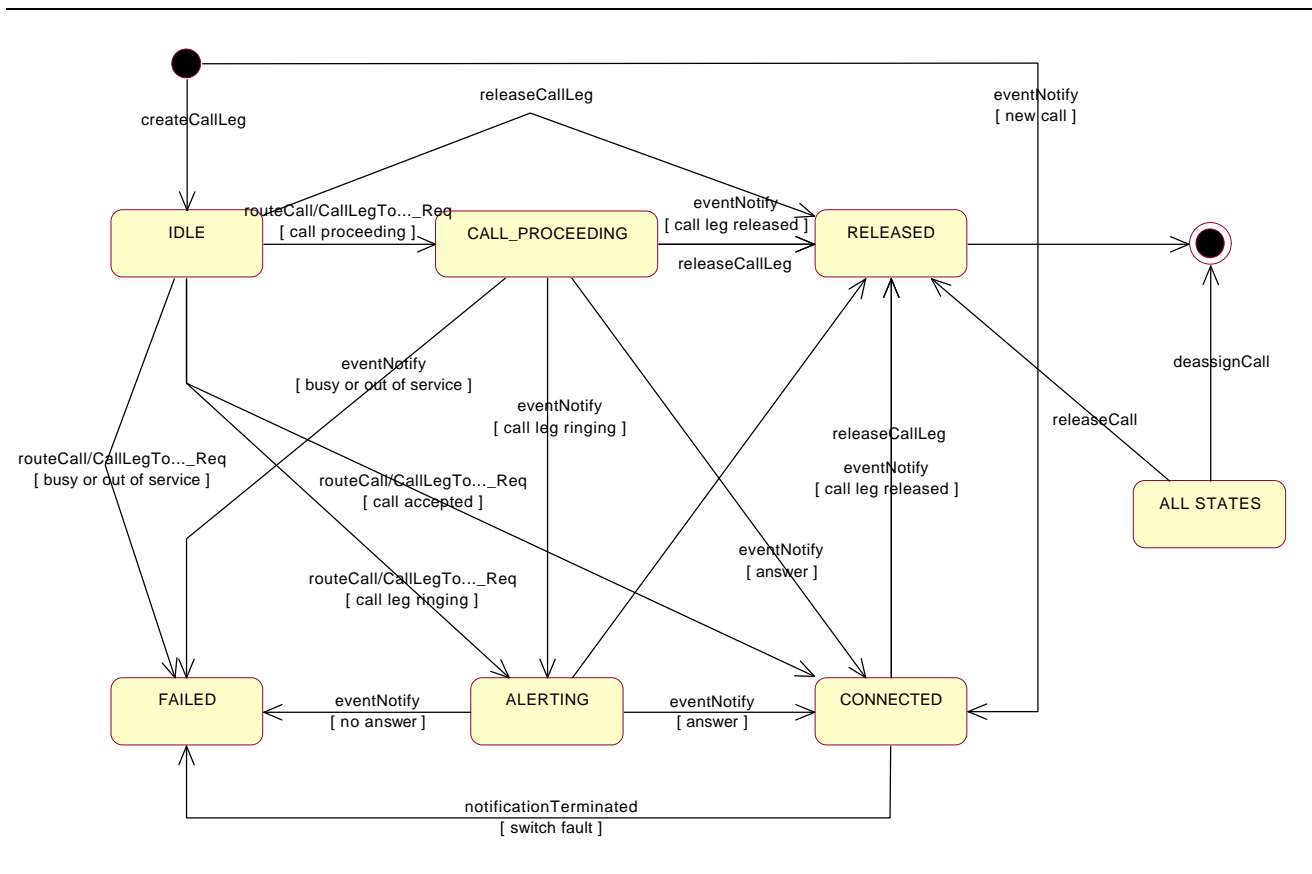 releaseCallLeg
eventNotify
[ new call ]
createCallLeg
routeCall/CallLegTo..._Req
[ call proceeding ]
eventNotify
[ call leg released ]
IDLE
CALL_PROCEEDING
RELEASED
releaseCallLeg
eventNotify
[ busy or out of service ]
deassignCall
eventNotify
[ call leg ringing ]
releaseCall
releaseCallLeg
eventNotify
[ call leg released ]
routeCall/CallLegTo..._Req
[ busy or out of service ]
routeCall/CallLegTo..._Req
[ call accepted ]
ALL STATES
eventNotify
[ answer ]
routeCall/CallLegTo..._Req
[ call leg ringing ]
FAILED
eventNotify
[ no answer ]
ALERTING
eventNotify
[ answer ]
CONNECTED
notificationTerminated
[ switch fault ]